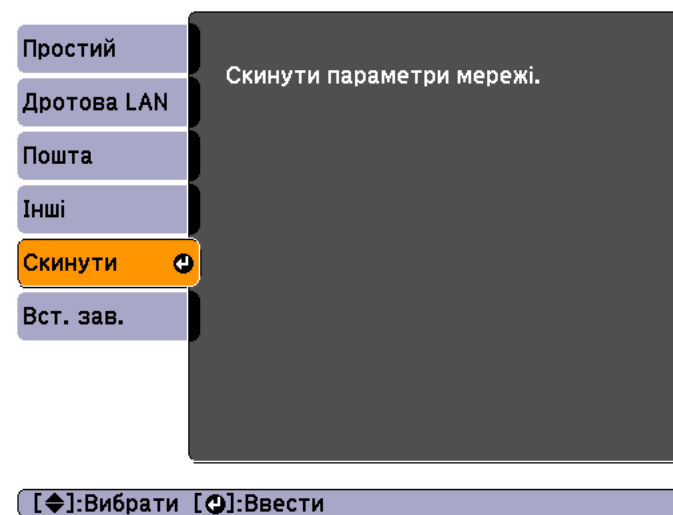 Простий
Дротова LAN
Пошта
Інші
Скинути
Вст. зав.
Скинути параметри мережі.
[◆]:Вибрати [↵]:Ввести